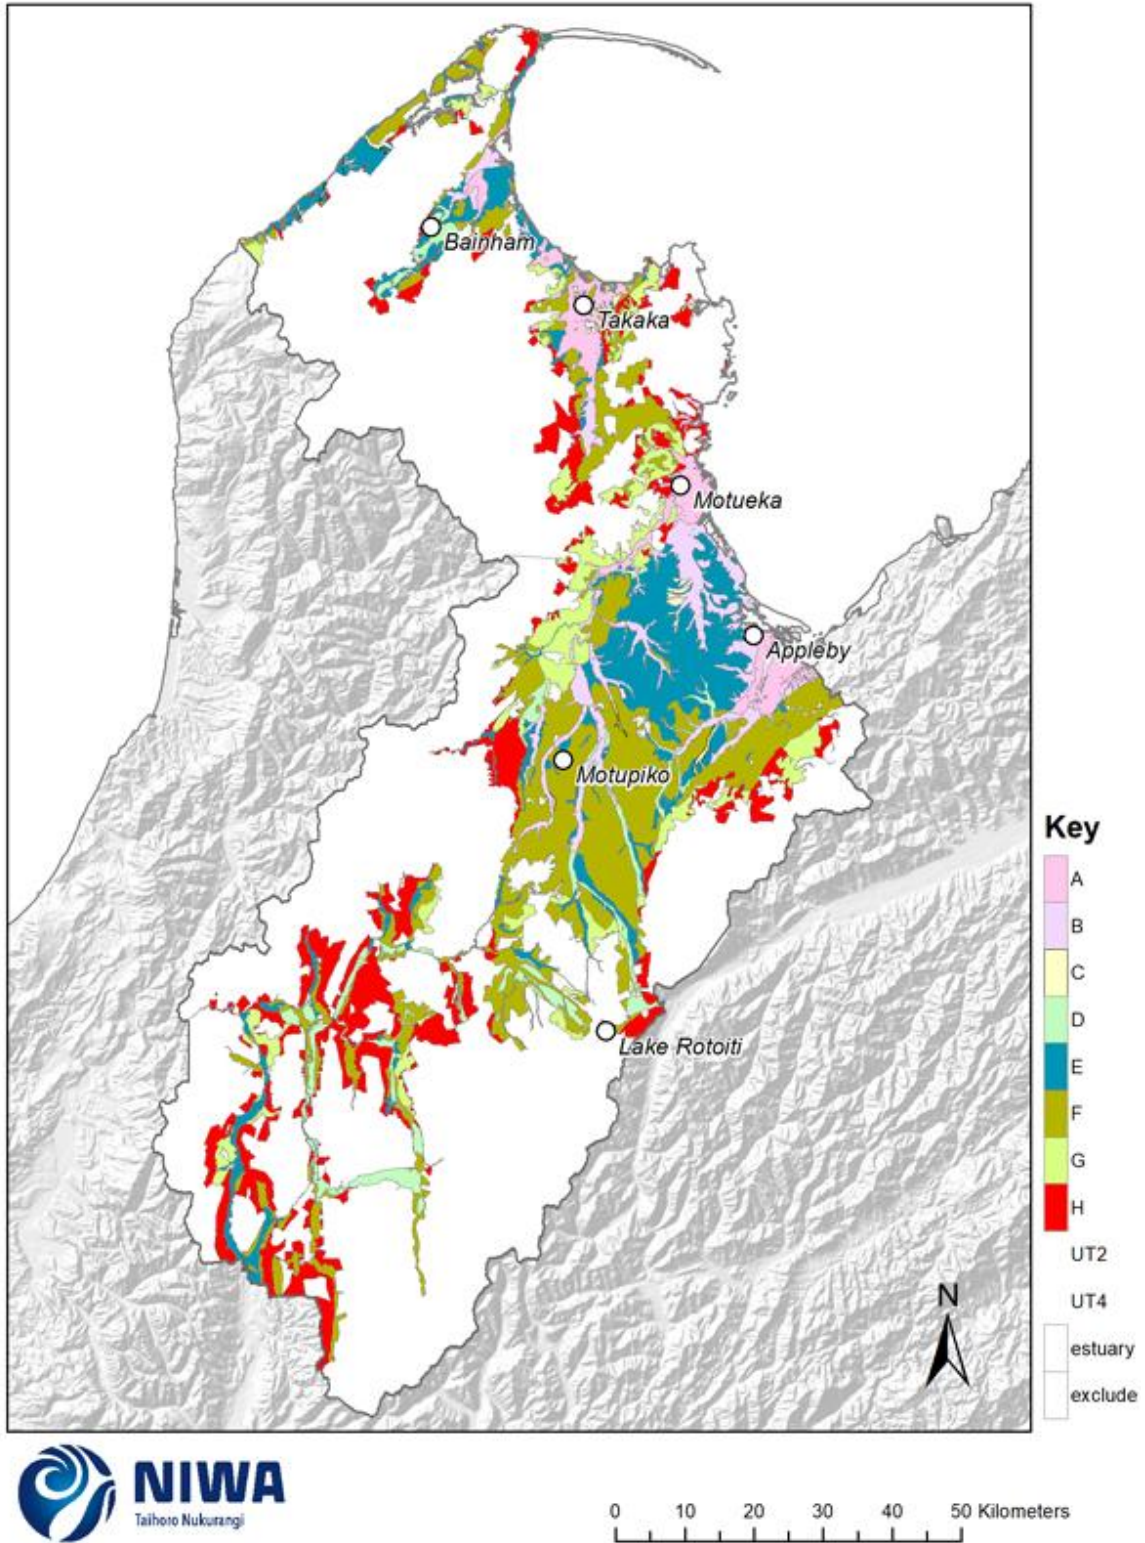 Bainham
Takaka
Motueka
Appleby
Motupiko
Lake Rotoiti
Key
A
B
C
D
E
F
G
H
UT2
UT4
estuary
exclude
N
NIWA
Taihoro Nukurangi
0 10 20 30 40 50 Kilometers